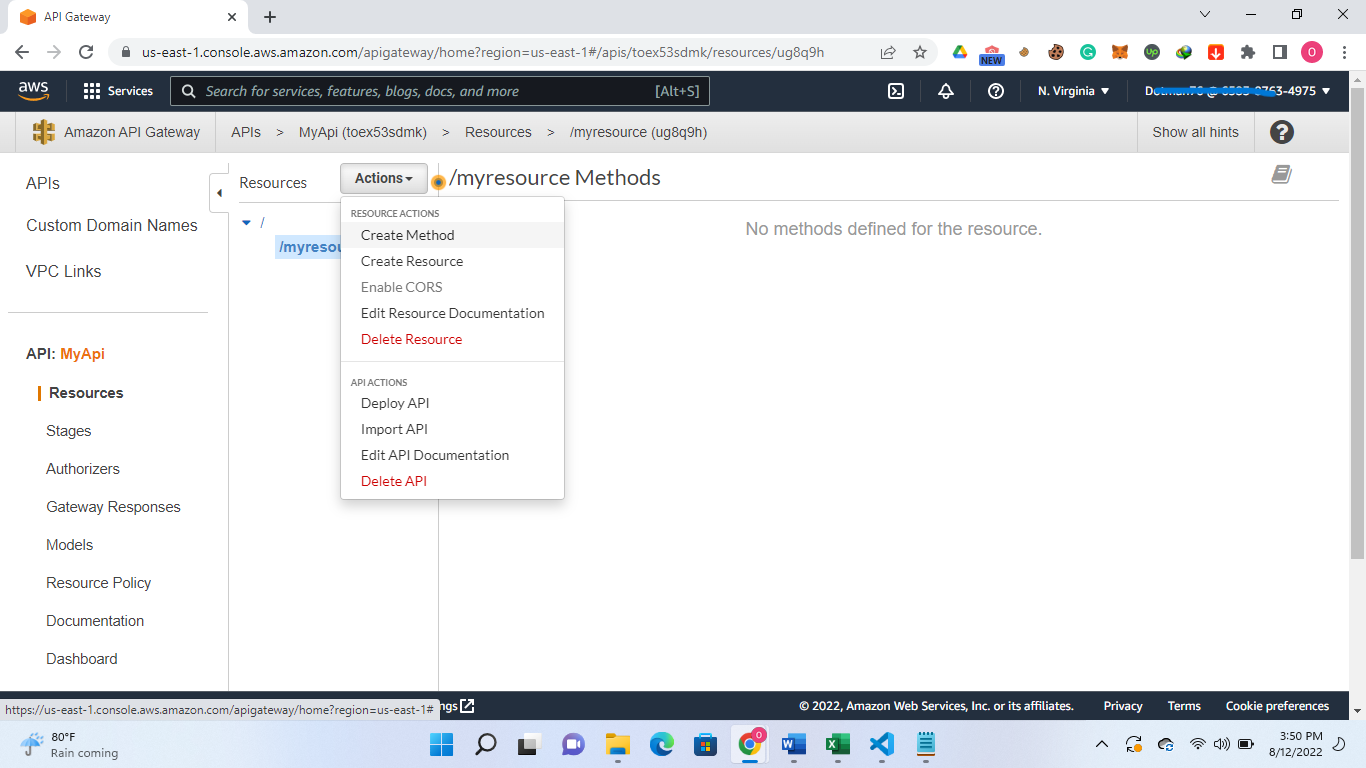 API Gateway
us-east-1.console.aws.amazon.com/apigateway/home?region=us-east-1#/apis/toex53sdmk/resources/ug8q9h
NEW
Up
O
aws
Services
Search for services, features, blogs, docs, and more
[Alt+S]
N. Virginia
-4975
Amazon API Gateway
APIs > MyApi (toex53sdmk) > Resources > /myresource (ug8q9h)
Show all hints
?
APIs
Custom Domain Names
VPC Links
API: MyApi
Resources
Stages
Authorizers
Gateway Responses
Models
Resource Policy
Documentation
Dashboard
Resources
Actions
/
/myresou
RESOURCE ACTIONS
Create Method
Create Resource
Enable CORS
Edit Resource Documentation
Delete Resource
API ACTIONS
Deploy API
Import API
Edit API Documentation
Delete API
/myresource Methods
No methods defined for the resource.
https://us-east-1.console.aws.amazon.com/apigateway/home?region=us-east-1#
ngs
© 2022, Amazon Web Services, Inc. or its affiliates.
Privacy
Terms
Cookie preferences
80°F
Rain coming
0
3:50 PM
8/12/2022